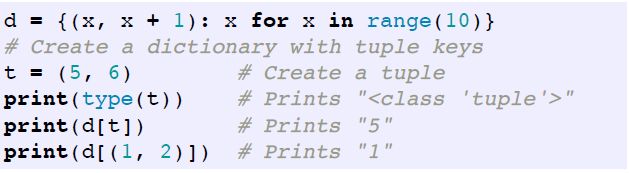 d = {(x, x + 1): x for x in range(10)}
# Create a dictionary with tuple keys
t = (5, 6)        # Create a tuple
print(type(t))    # Prints "<class 'tuple'>"
print(d[t])       # Prints "5"
print(d[(1, 2)])  # Prints "1"